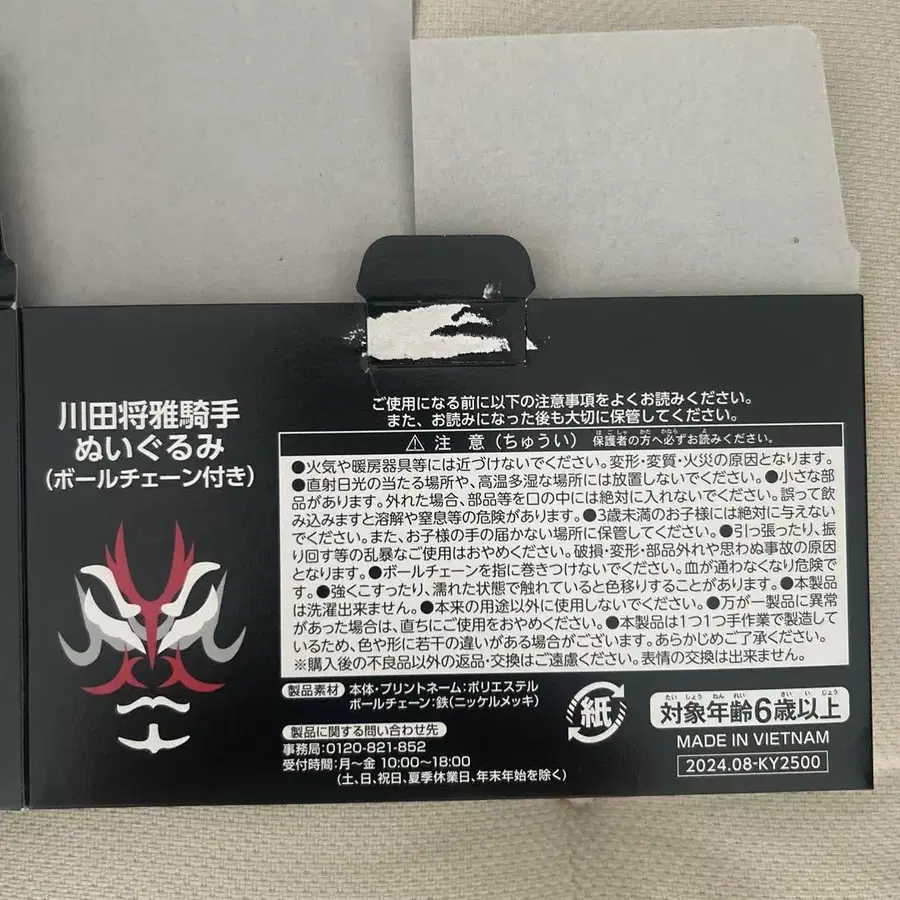 川田将雅騎手
ぬいぐるみ
(ボールチェーン付き)
ご使用になる前に以下の注意事項をよくお読みください。
また、お読みになった後も大切に保管してください。
⚠ 注 意 (ちゅうい) 保護者の方へ必ずお読みください。
●火気や暖房器具等には近づけないでください。変形・変質・火災の原因となります。
●直射日光の当たる場所や、高温多湿な場所には放置しないでください。●小さな部
品があります。外れた場合、部品等を口の中には絶対に入れないでください。誤って飲
み込みますと溶解や窒息等の危険があります。●3歳未満のお子様には絶対に与えない
でください。また、お子様の手の届かない場所に保管してください。●引っ張ったり、振
り回す等の乱暴なご使用はおやめください。破損・変形・部品外れや思わぬ事故の原因
となります。●ボールチェーンを指に巻きつけないでください。血が通わなくなり危険で
す。●強くこすったり、濡れた状態で触れていると色移りすることがあります。●本製品
は洗濯出来ません。●本来の用途以外に使用しないでください。●万が一製品に異常
があった場合は、直ちにご使用をおやめください。●本製品は1つ1つ手作業で製造して
いるため、色や形に若干の違いがある場合がございます。あらかじめご了承ください。
※購入後の不良品以外の返品・交換はご遠慮ください。表情の交換は出来ません。
製品素材 本体・プリントネーム:ポリエステル
ボールチェーン:鉄(ニッケルメッキ)
製品に関する問い合わせ先
事務局:0120-821-852
受付時間:月〜金 10:00〜18:00
(土、日、祝日、夏季休業日、年末年始を除く)
紙
たい しょう ねん れい さい い じょう
対象年齢6歳以上
MADE IN VIETNAM
2024.08-KY2500